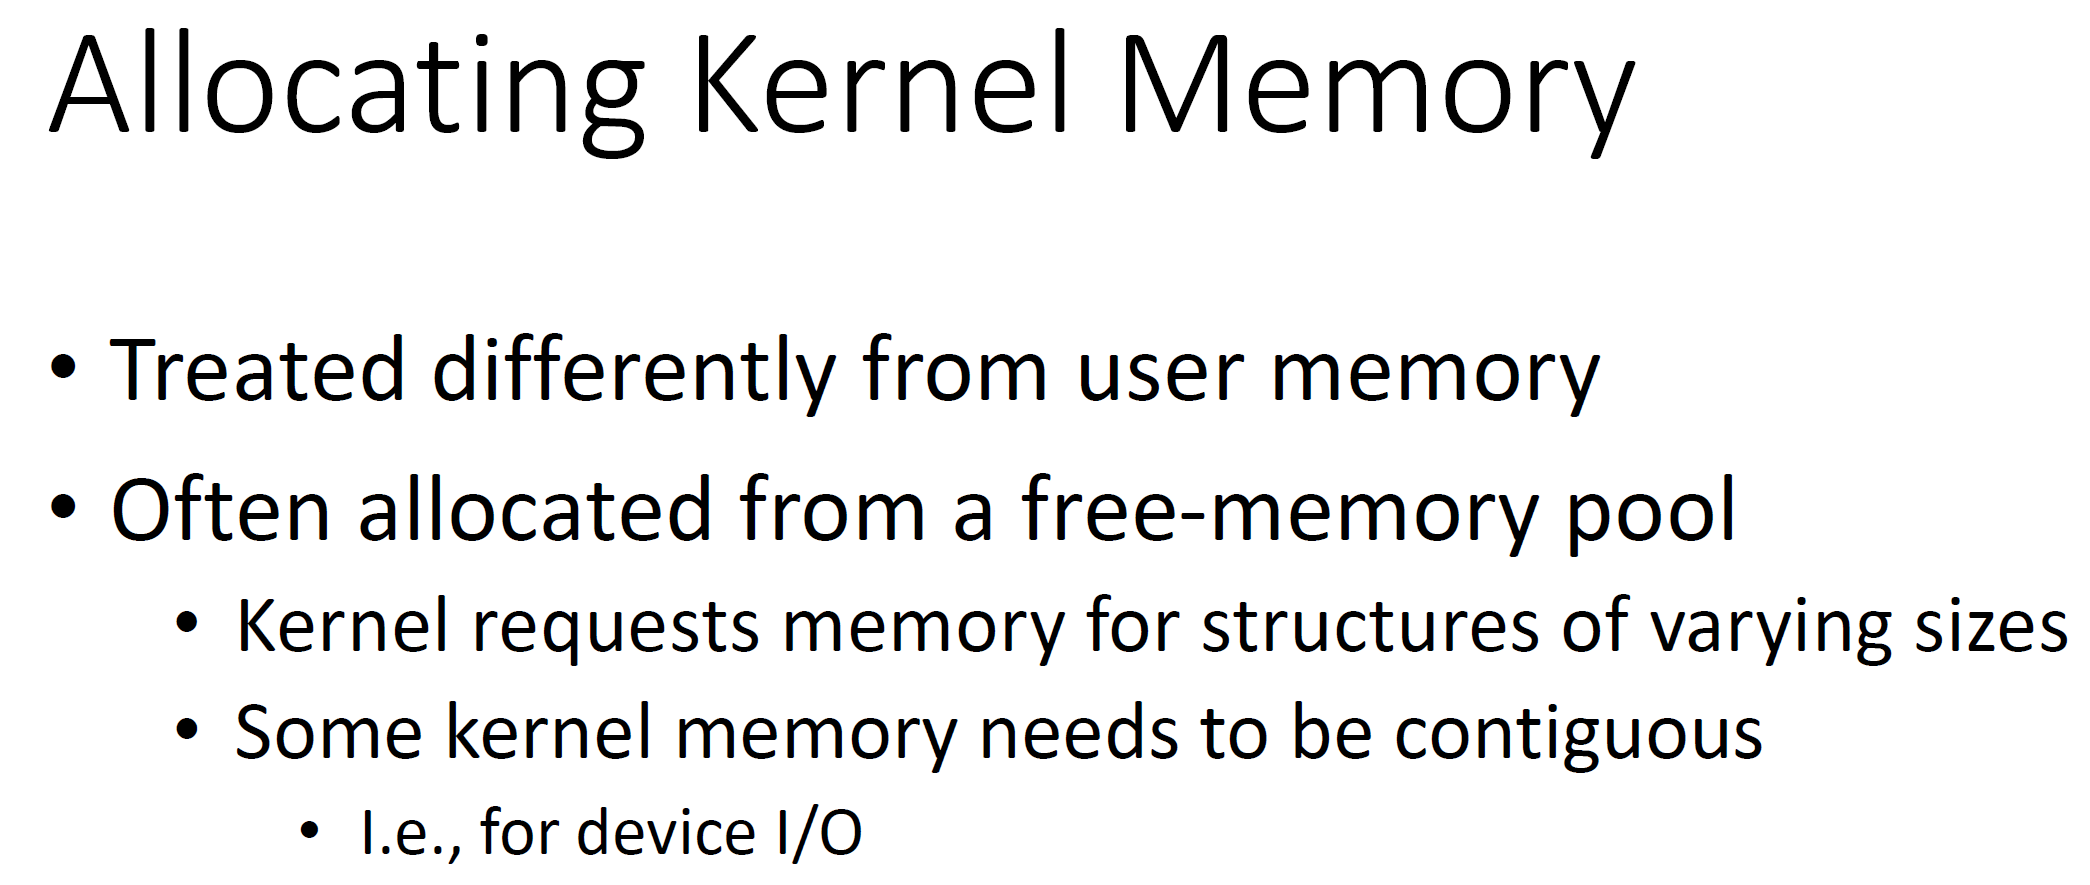 Allocating Kernel Memory
• Treated differently from user memory
• Often allocated from a free-memory pool
• Kernel requests memory for structures of varying sizes
• Some kernel memory needs to be contiguous
• I.e., for device I/O